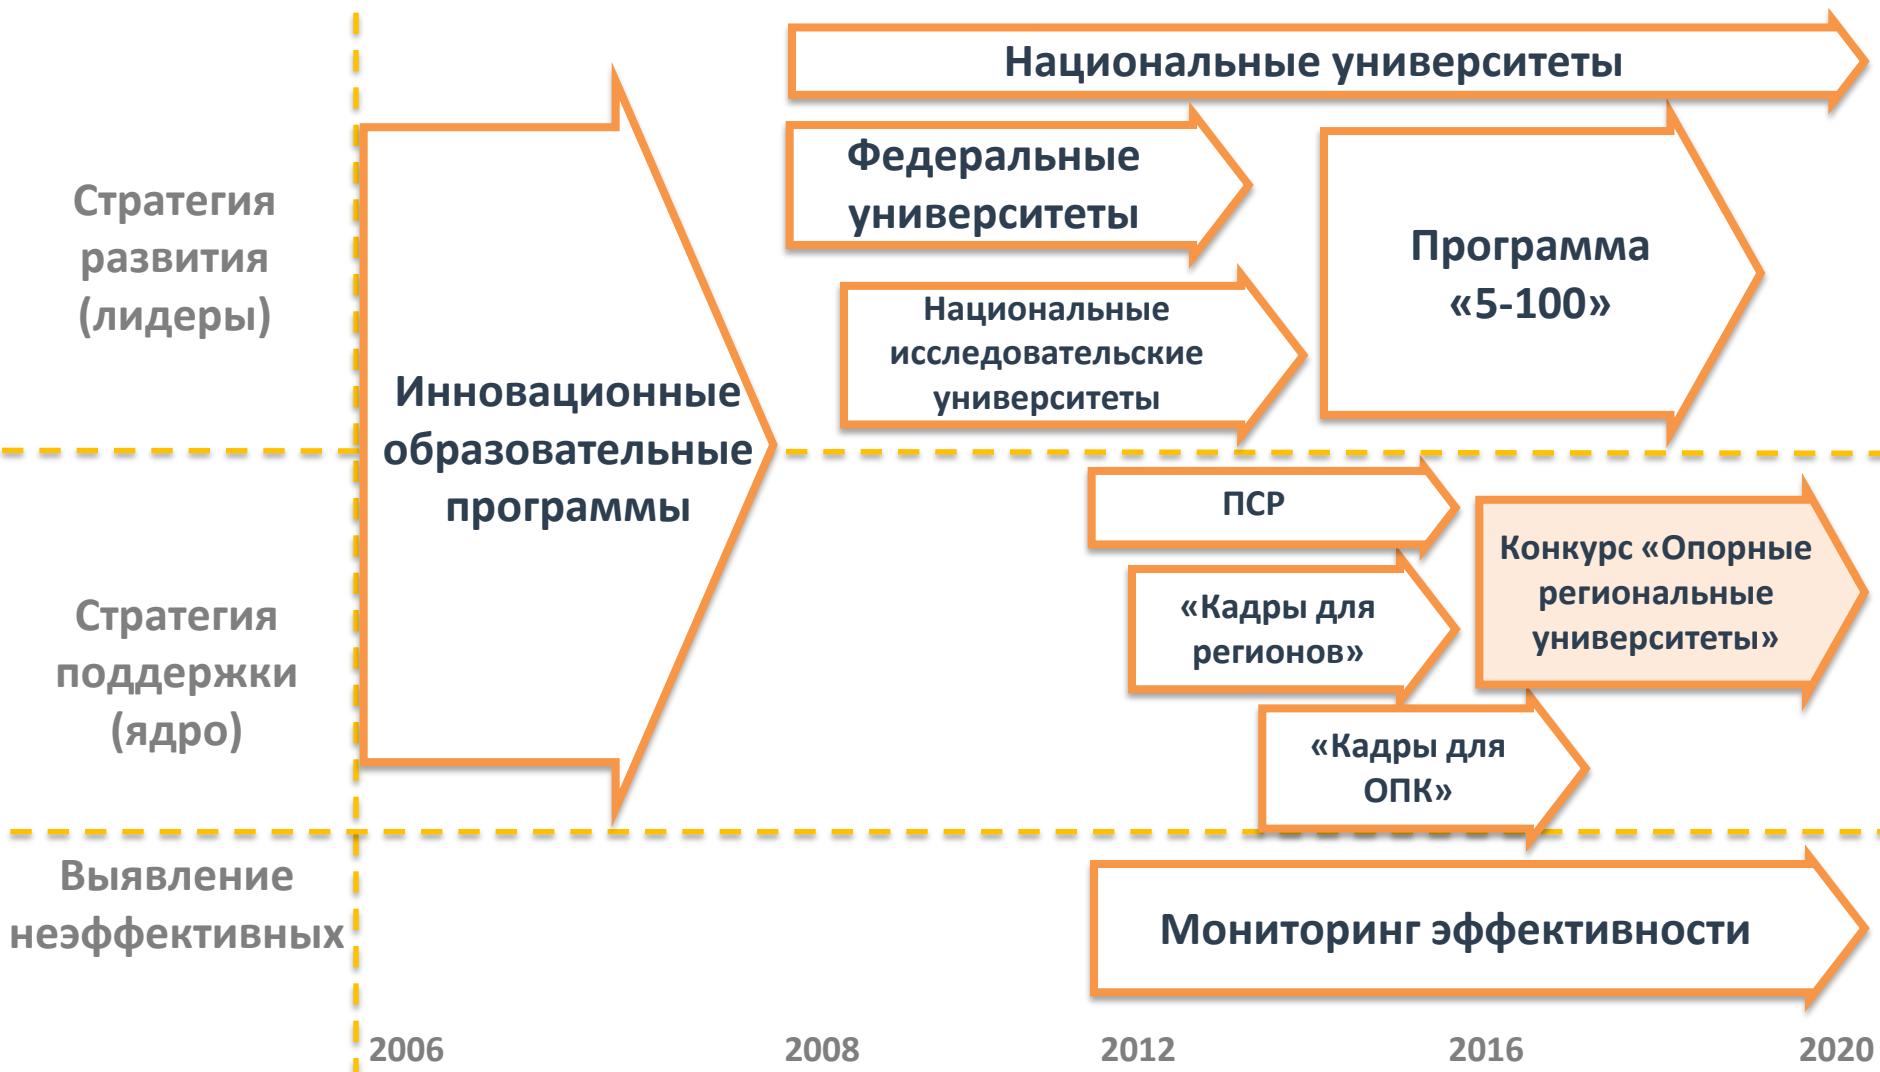 Национальные университеты
Федеральные
университеты
Национальные
исследовательские
университеты
Программа
«5-100»
Стратегия
развития
(лидеры)
Инновационные
образовательные
программы
ПСР
«Кадры для
регионов»
Конкурс «Опорные
региональные
университеты»
«Кадры для
ОПК»
Стратегия
поддержки
(ядро)
Выявление
неэффективных
Мониторинг эффективности
2006
2008
2012
2016
2020